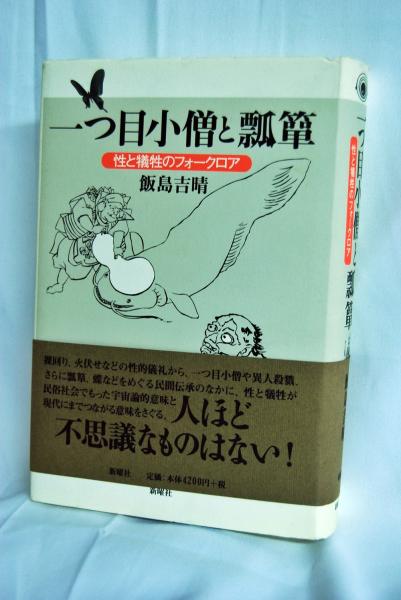 一つ目小僧と瓢簞
性と犠牲のフォークロア
飯島吉晴
裸回り、火伏せなどの性的儀礼から、一つ目小僧や異人殺戮、
さらに瓢簞、蝶などをめぐる民間伝承のなかに、性と犠牲が
民俗社会でもった宇宙論的意味と
現代にまでつながる意味をさぐる。
人ほど
不思議なものはない!
新曜社 定価:本体4200円+税
新曜社
一つ目小僧と瓢簞
性と犠牲のフォークロア